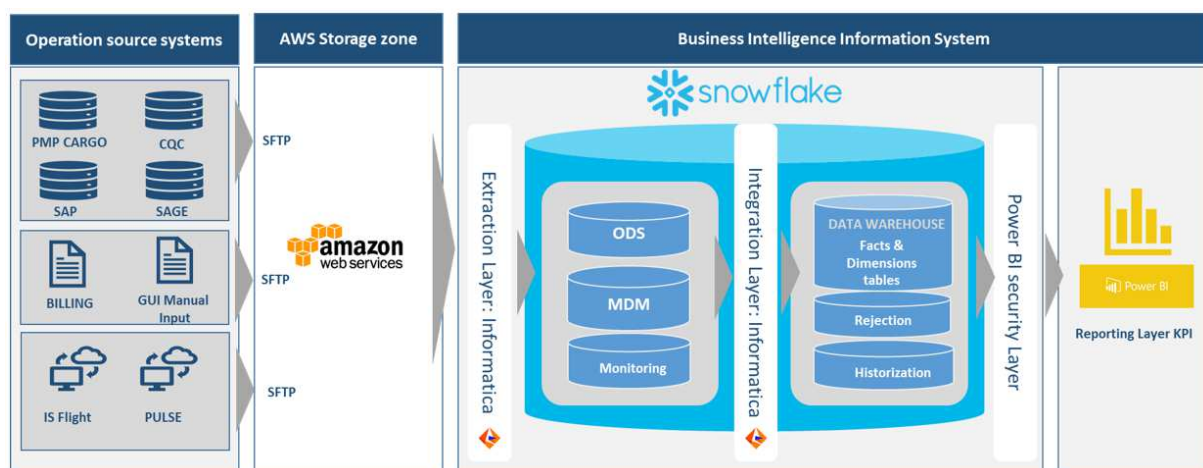 Operation source systems
AWS Storage zone
Business Intelligence Information System
PMP CARGO
CQC
SAP
SAGE
BILLING
GUI Manual
Input
IS Flight
PULSE
SFTP
SFTP
SFTP
amazon
web services
snowflake
Extraction Layer: Informatica
ODS
MDM
Monitoring
Integration Layer: Informatica
DATA WAREHOUSE
Facts &
Dimensions
tables
Rejection
Historization
Power BI security Layer
Power BI
Reporting Layer KPI